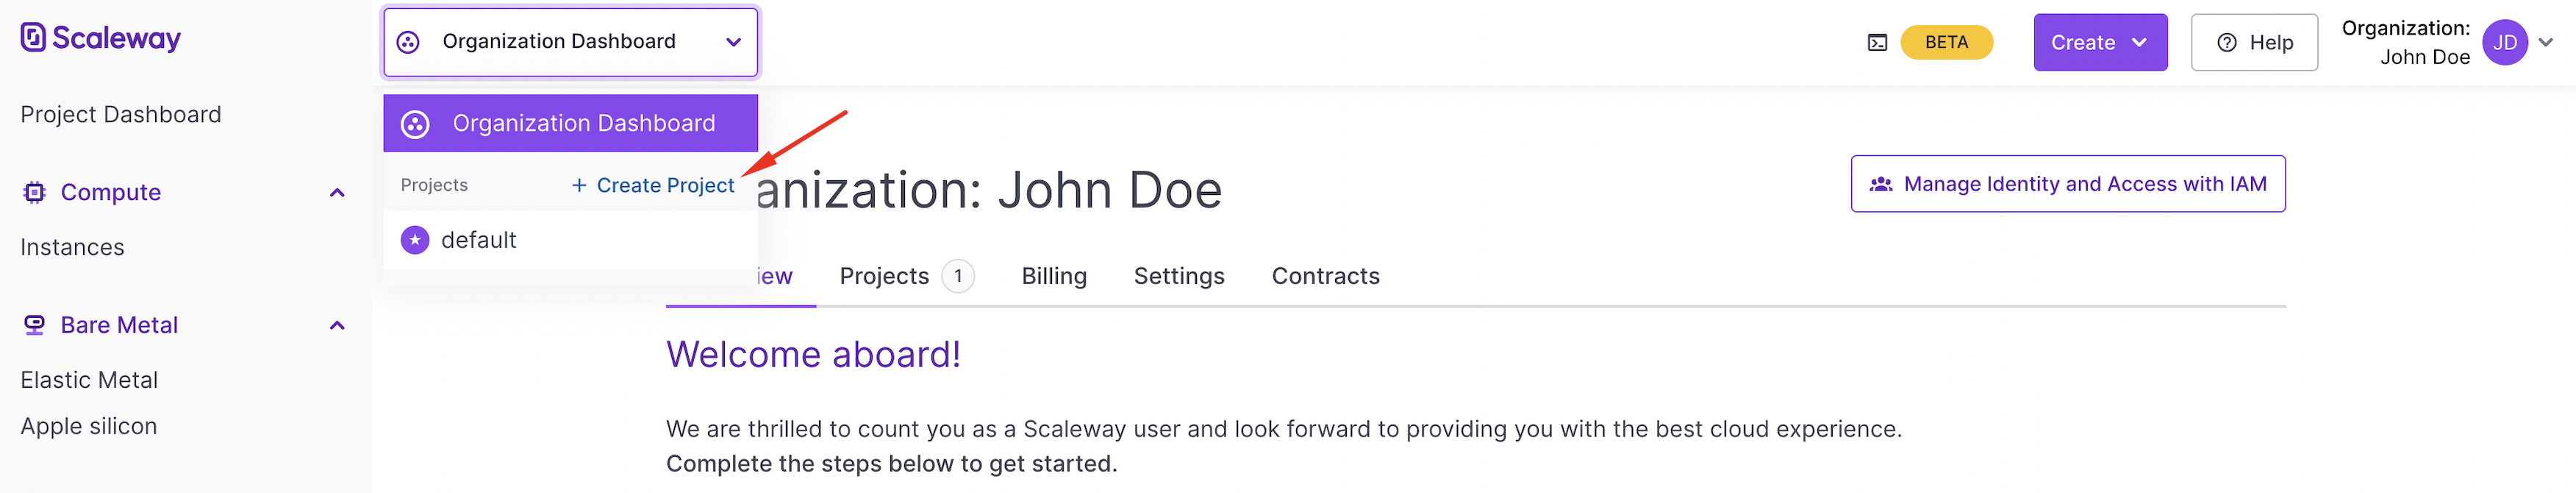 Scaleway
Project Dashboard
Compute
Instances
Bare Metal
Elastic Metal
Apple silicon
Organization Dashboard
Organization Dashboard
Projects
+ Create Project
default
BETA
Create
Help
Organization:
John Doe
JD
anization: John Doe
Manage Identity and Access with IAM
iew
Projects 1
Billing
Settings
Contracts
Welcome aboard!
We are thrilled to count you as a Scaleway user and look forward to providing you with the best cloud experience.
Complete the steps below to get started.